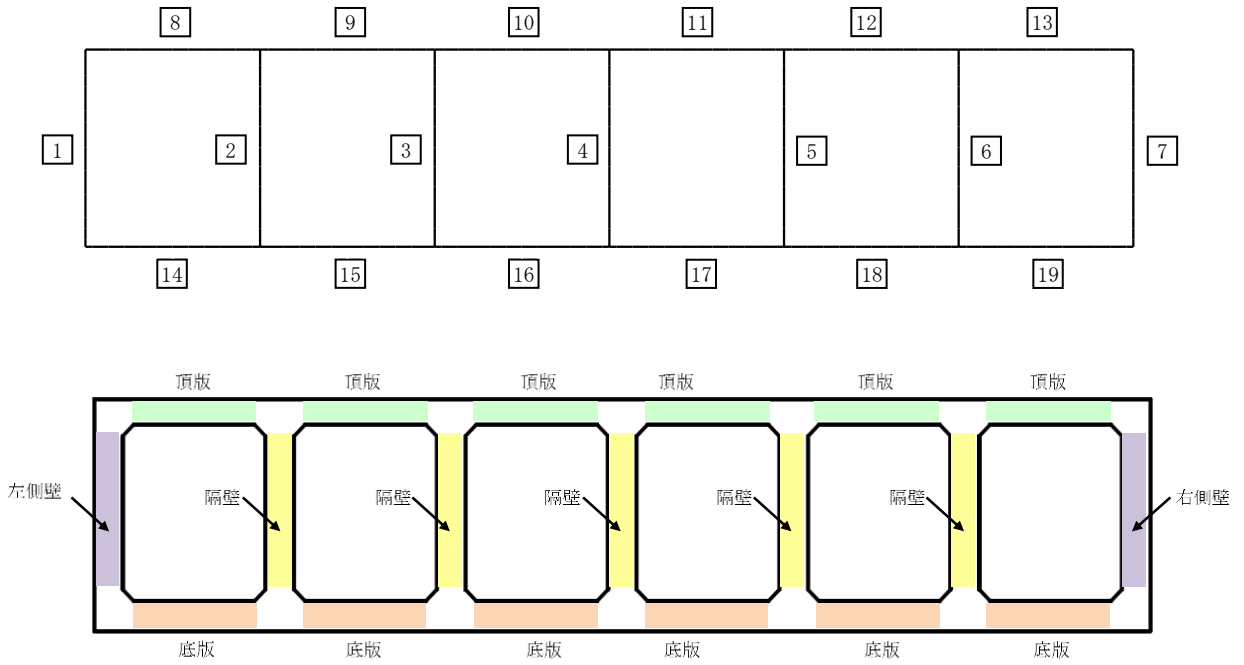 8 9 10 11 12 13
1 2 3 4 5 6 7
14 15 16 17 18 19
頂版 頂版 頂版 頂版 頂版 頂版
左側壁 隔壁 隔壁 隔壁 隔壁 隔壁 右側壁
底版 底版 底版 底版 底版 底版